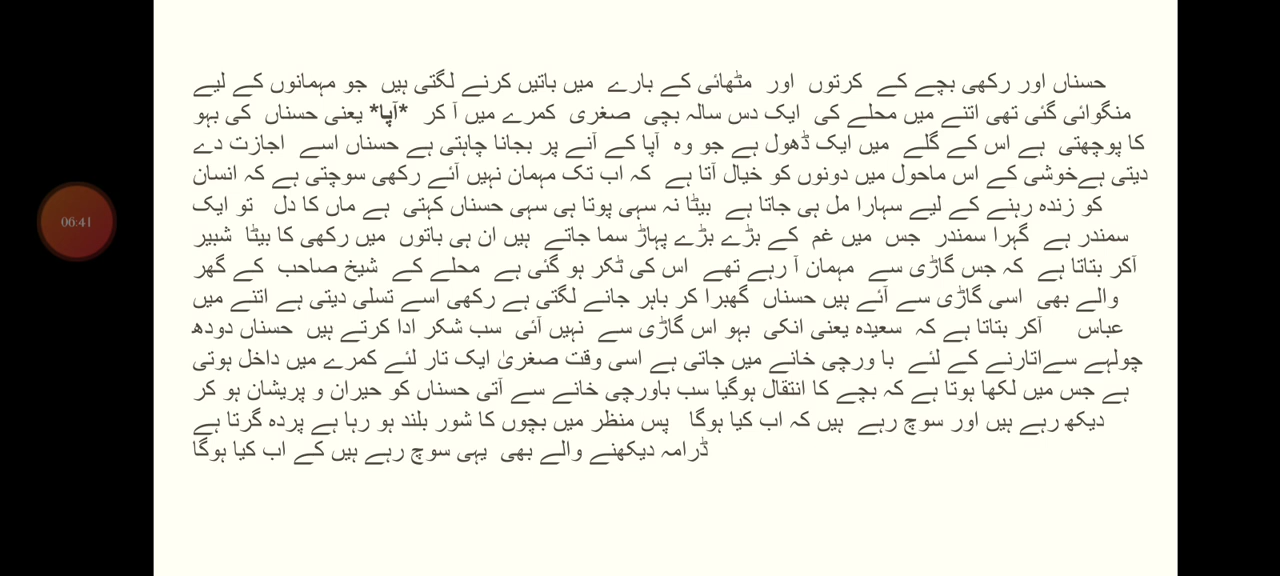 حسناں اور رکھی بچے کے کرتوں اور مٹھائی کے بارے میں باتیں کرنے لگتی ہیں جو مہمانوں کے لیے
منگوائی گئی تھی اتنے میں محلے کی ایک دس سالہ بچی صغری کمرے میں آ کر *آپا* یعنی حسناں کی بہو
کا پوچھتی ہے اس کے گلے میں ایک ڈھول ہے جو وہ آپا کے آنے پر بجانا چاہتی ہے حسناں اسے اجازت دے
دیتی ہےخوشی کے اس ماحول میں دونوں کو خیال آتا ہے کہ اب تک مہمان نہیں آئے رکھی سوچتی ہے کہ انسان
کو زندہ رہنے کے لیے سہارا مل ہی جاتا ہے بیٹا نہ سہی پوتا ہی سہی حسناں کہتی ہے ماں کا دل تو ایک
سمندر ہے گہرا سمندر جس میں غم کے بڑے بڑے پہاڑ سما جاتے ہیں ان ہی باتوں میں رکھی کا بیٹا شبیر
آکر بتاتا ہے کہ جس گاڑی سے مہمان آ رہے تھے اس کی ٹکر ہو گئی ہے محلے کے شیخ صاحب کے گھر
والے بھی اسی گاڑی سے آئے ہیں حسناں گھبرا کر باہر جانے لگتی ہے رکھی اسے تسلی دیتی ہے اتنے میں
عباس آکر بتاتا ہے کہ سعیدہ یعنی انکی بہو اس گاڑی سے نہیں آئی سب شکر ادا کرتے ہیں حسناں دودھ
چولہے سےاتارنے کے لئے با ورچی خانے میں جاتی ہے اسی وقت صغریٰ ایک تار لئے کمرے میں داخل ہوتی
ہے جس میں لکھا ہوتا ہے کہ بچے کا انتقال ہوگیا سب باورچی خانے سے آتی حسناں کو حیران و پریشان ہو کر
دیکھ رہے ہیں اور سوچ رہے ہیں کہ اب کیا ہوگا پس منظر میں بچوں کا شور بلند ہو رہا ہے پردہ گرتا ہے
ڈرامہ دیکھنے والے بھی یہی سوچ رہے ہیں کے اب کیا ہوگا
06:41